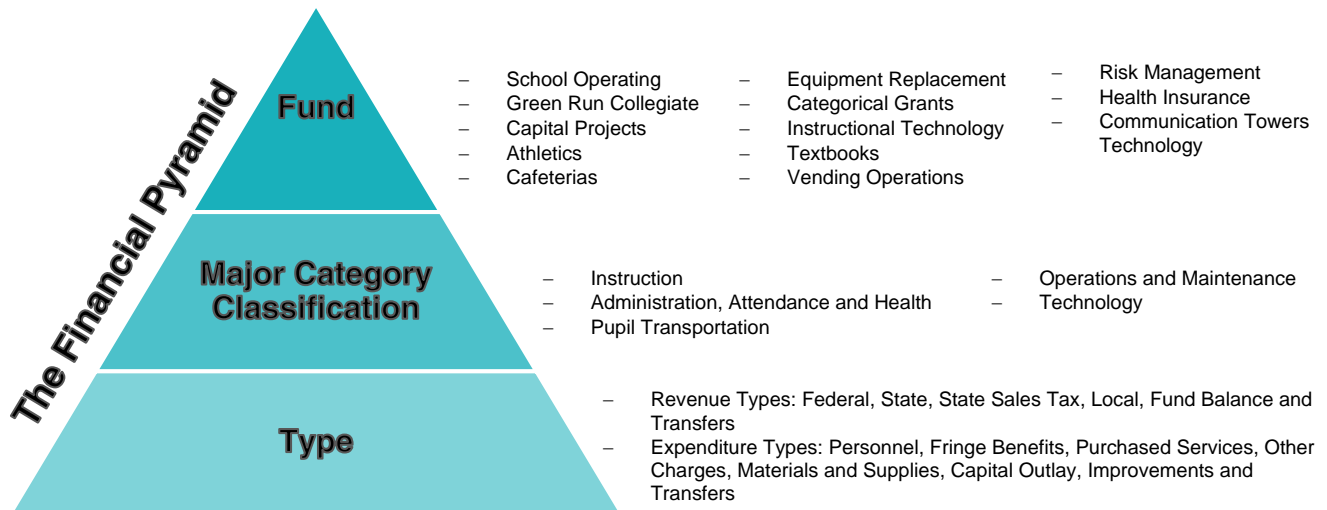 The Financial Pyramid
Fund
– School Operating
– Green Run Collegiate
– Capital Projects
– Athletics
– Cafeterias
– Equipment Replacement
– Categorical Grants
– Instructional Technology
– Textbooks
– Vending Operations
– Risk Management
– Health Insurance
– Communication Towers
Technology
Major Category
Classification
– Instruction
– Administration, Attendance and Health
– Pupil Transportation
– Operations and Maintenance
– Technology
Type
– Revenue Types: Federal, State, State Sales Tax, Local, Fund Balance and
Transfers
– Expenditure Types: Personnel, Fringe Benefits, Purchased Services, Other
Charges, Materials and Supplies, Capital Outlay, Improvements and
Transfers